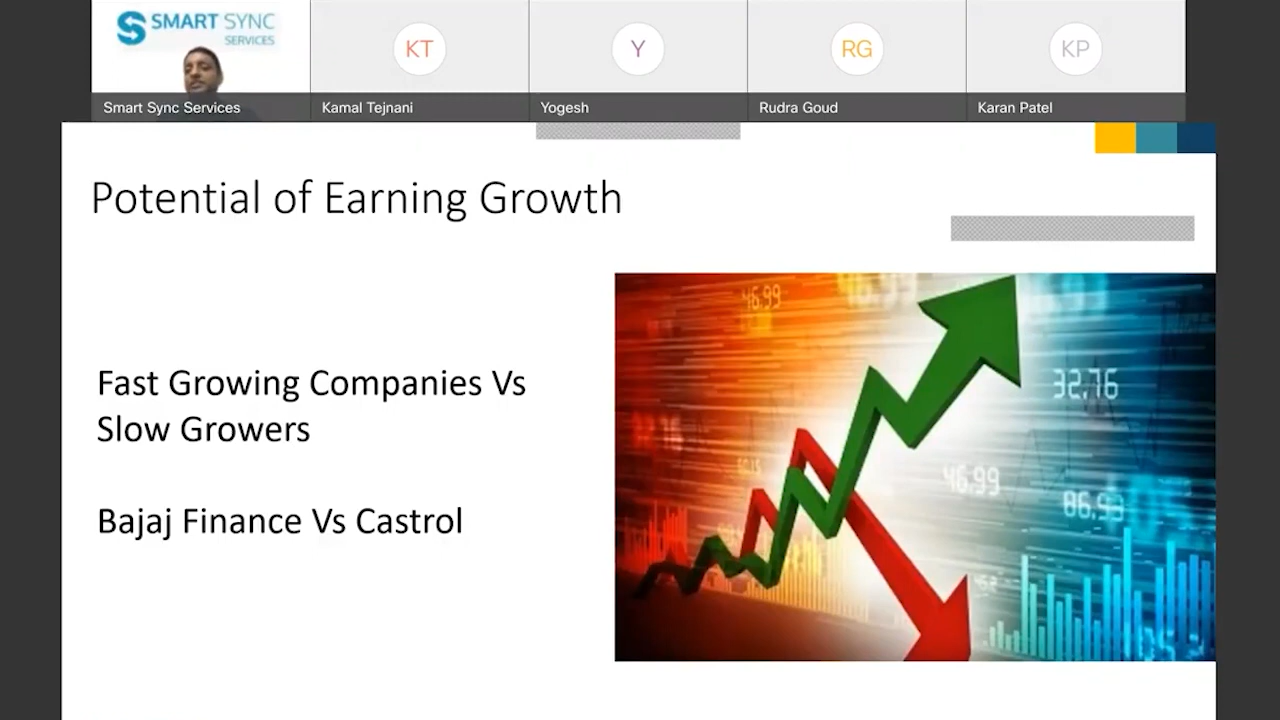 SMART SYNC
SERVICES
KT
Y
RG
KP
Smart Sync Services
Kamal Tejnani
Yogesh
Rudra Goud
Karan Patel
Potential of Earning Growth
Fast Growing Companies Vs
Slow Growers
Bajaj Finance Vs Castrol
46.99
46.99
32.76
46.99
86.93